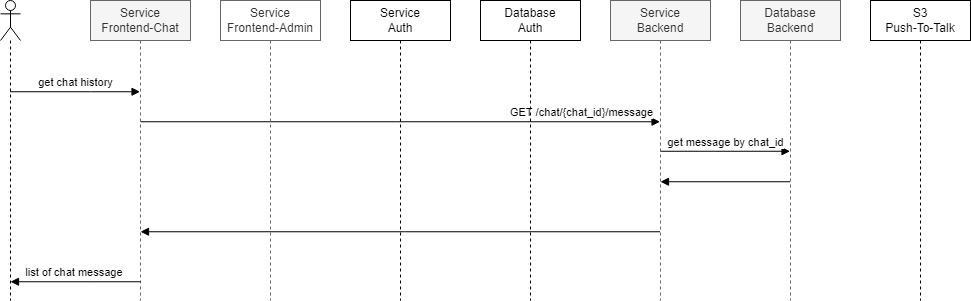 Service
Frontend-Chat
Service
Frontend-Admin
Service
Auth
Database
Auth
Service
Backend
Database
Backend
S3
Push-To-Talk
get chat history
GET /chat/{chat_id}/message
get message by chat_id
list of chat message